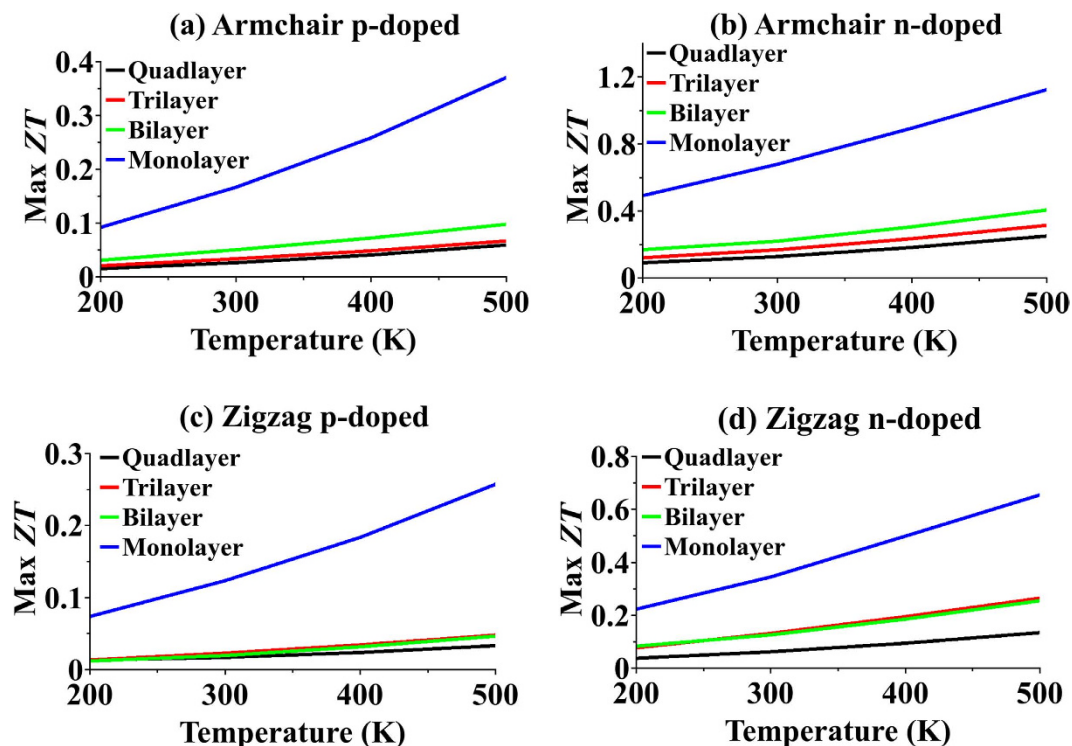 (a) Armchair p-doped
Max ZT
0.4
0.3
0.2
0.1
0
Quadlayer
Trilayer
Bilayer
Monolayer
200 300 400 500
Temperature (K)
(b) Armchair n-doped
Max ZT
1.2
0.8
0.4
0
Quadlayer
Trilayer
Bilayer
Monolayer
200 300 400 500
Temperature (K)
(c) Zigzag p-doped
Max ZT
0.3
0.2
0.1
0
Quadlayer
Trilayer
Bilayer
Monolayer
200 300 400 500
Temperature (K)
(d) Zigzag n-doped
Max ZT
0.8
0.6
0.4
0.2
0
Quadlayer
Trilayer
Bilayer
Monolayer
200 300 400 500
Temperature (K)